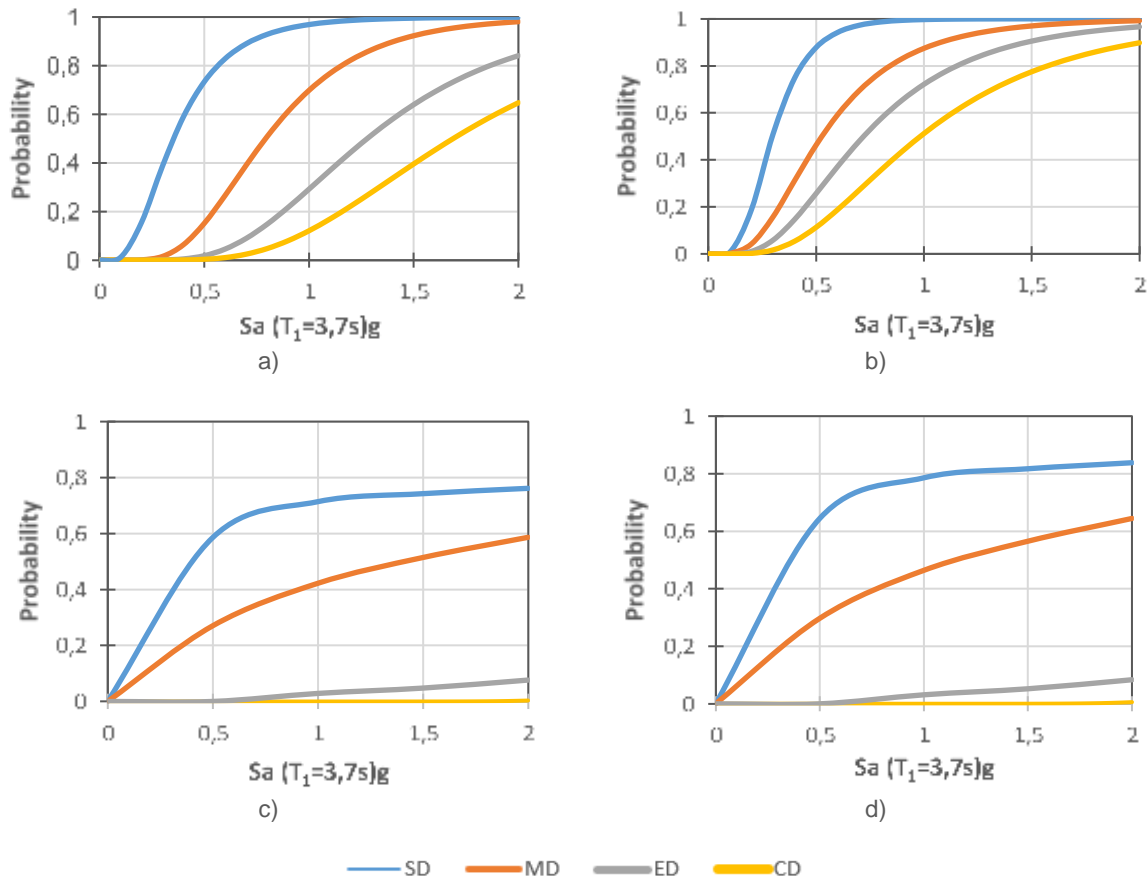 1
0,8
0,6
0,4
0,2
0
Probability
0 0,5 1 1,5 2
Sa (T₁=3,7s)g
a)
1
0,8
0,6
0,4
0,2
0
Probability
0 0,5 1 1,5 2
Sa (T₁=3,7s)g
b)
1
0,8
0,6
0,4
0,2
0
Probability
0 0,5 1 1,5 2
Sa (T₁=3,7s)g
c)
1
0,8
0,6
0,4
0,2
0
Probability
0 0,5 1 1,5 2
Sa (T₁=3,7s)g
d)
SD MD ED CD